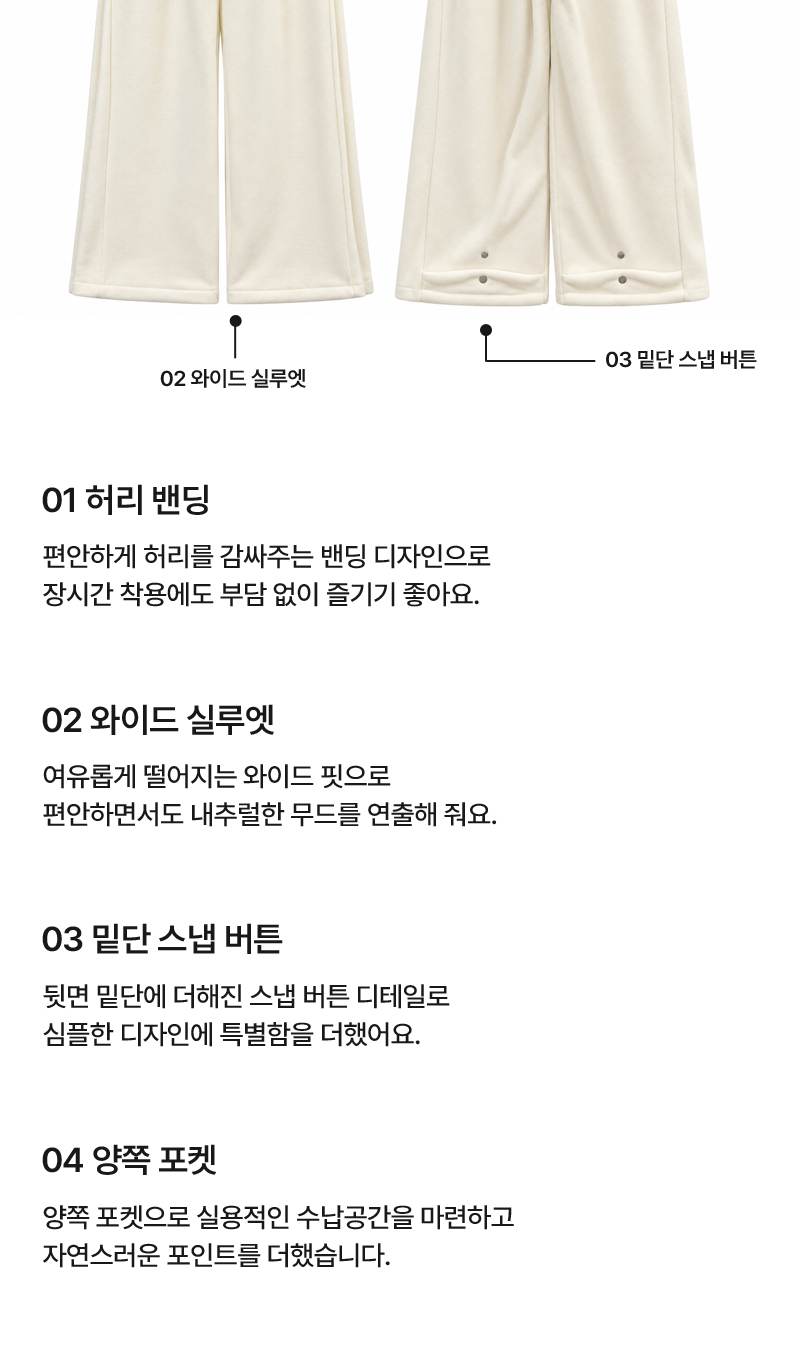 02 와이드 실루엣
03 밑단 스냅 버튼
01 허리 밴딩
편안하게 허리를 감싸주는 밴딩 디자인으로
장시간 착용에도 부담 없이 즐기기 좋아요.
02 와이드 실루엣
여유롭게 떨어지는 와이드 핏으로
편안하면서도 내추럴한 무드를 연출해 줘요.
03 밑단 스냅 버튼
뒷면 밑단에 더해진 스냅 버튼 디테일로
심플한 디자인에 특별함을 더했어요.
04 양쪽 포켓
양쪽 포켓으로 실용적인 수납공간을 마련하고
자연스러운 포인트를 더했습니다.